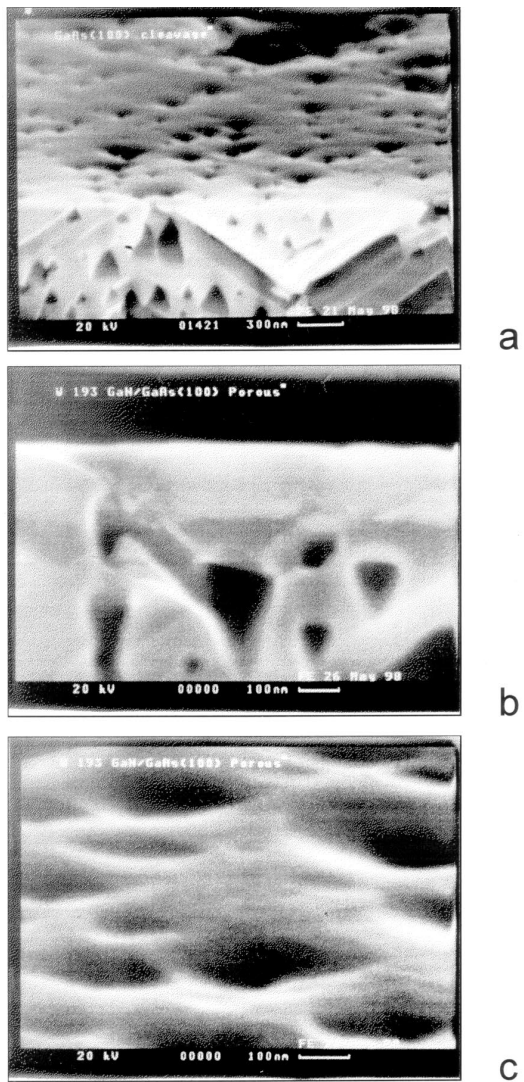 GaAs(100) cleavage
21 May 98
20 kV 01421 300nm
a
W 193 GaN/GaAs(100) Porous
26 May 98
20 kV 00000 100nm
b
W 193 GaN/GaAs(100) Porous
FE
20 kV 00000 100nm
c